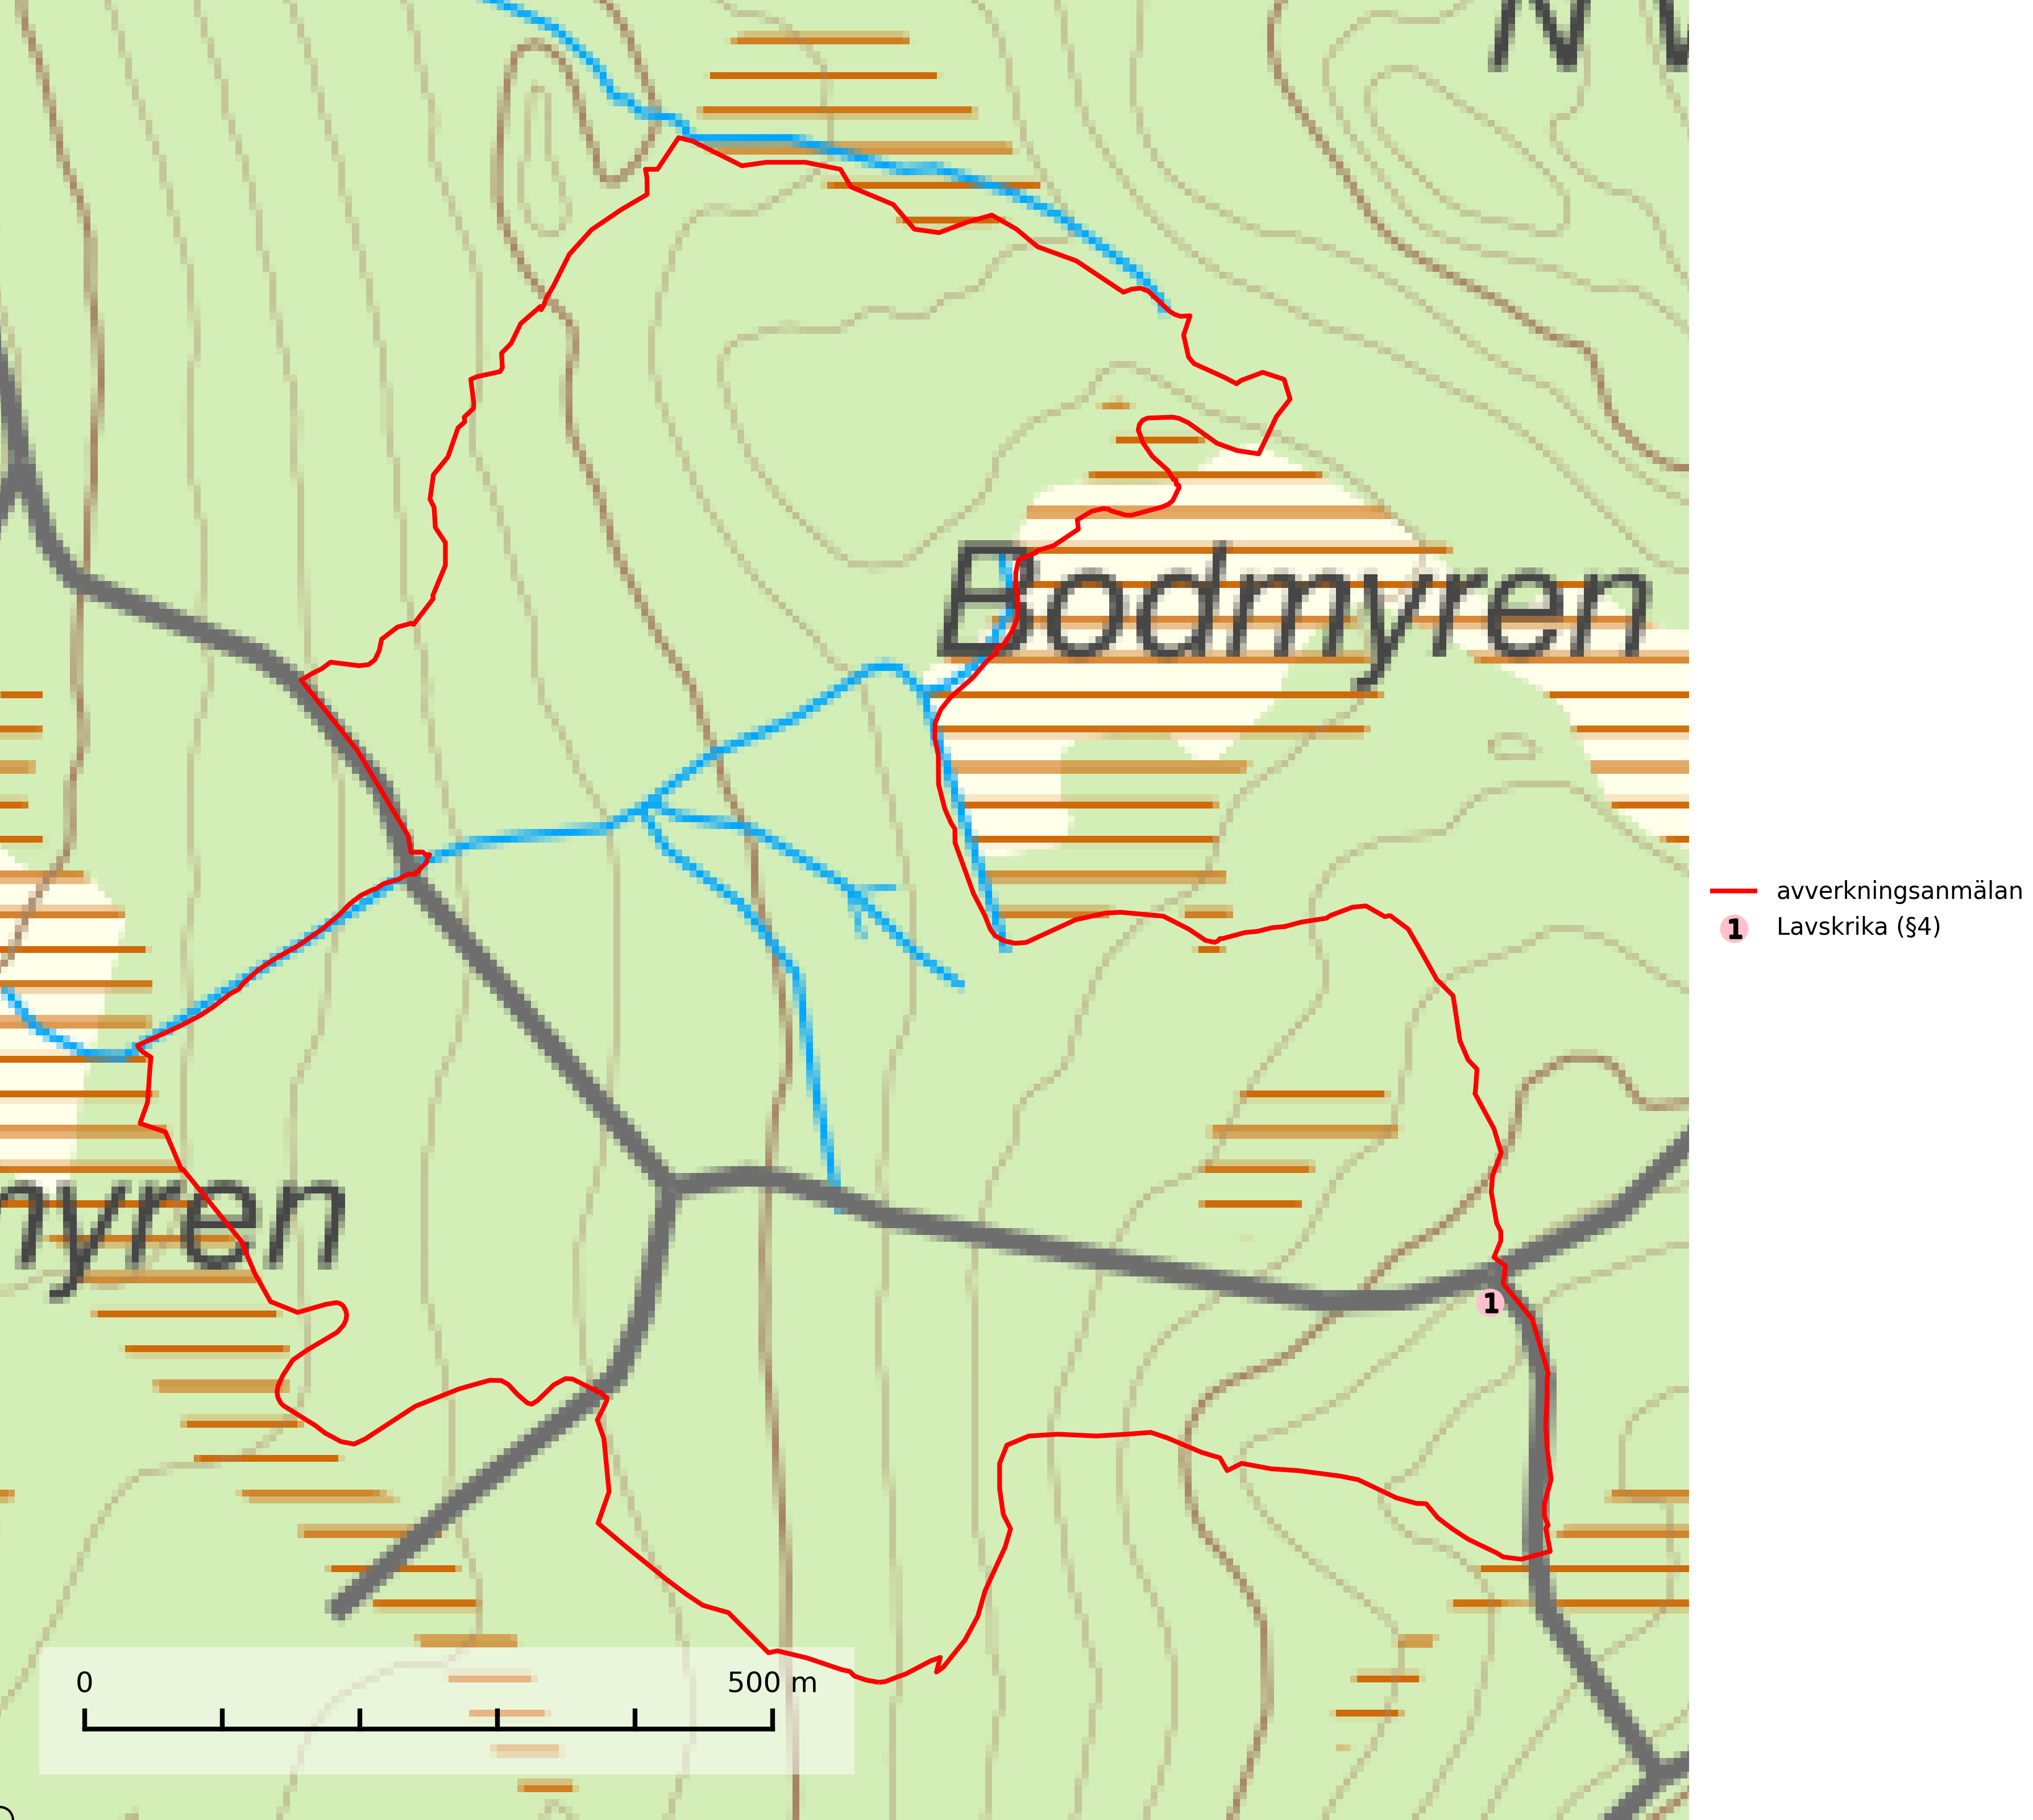 Bodmyren
avverkningsanmälan
1 Lavskrika (§4)
myren
1
0 500 m